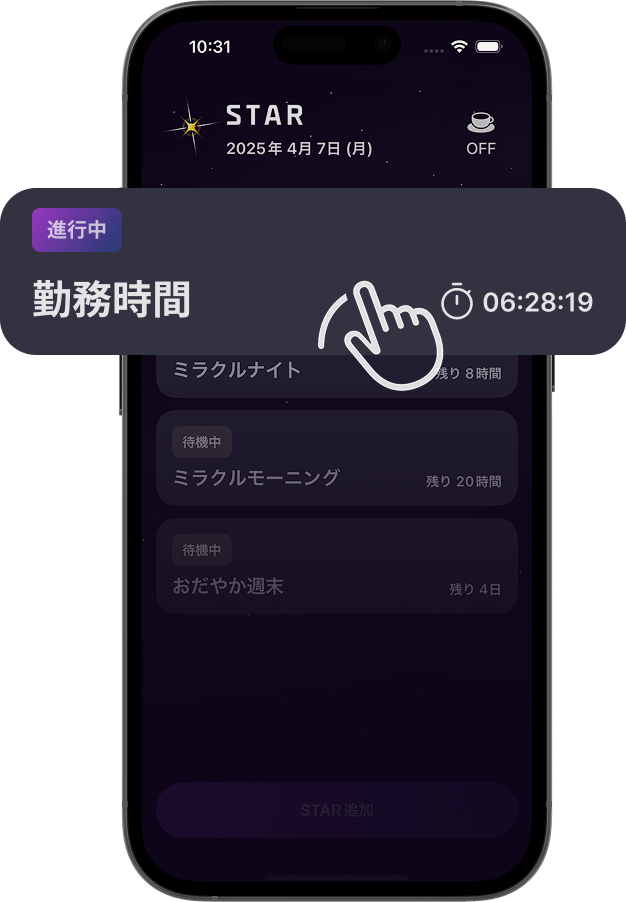 10:31
STAR
2025年 4月 7日 (月)
OFF
進行中
勤務時間
06:28:19
ミラクルナイト
残り 8時間
待機中
ミラクルモーニング
残り 20時間
待機中
おだやか週末
残り 4日
STAR追加